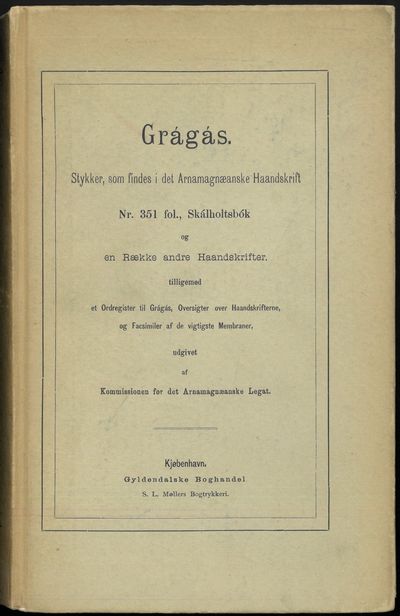 Grágás.
Stykker, som findes i det Arnamagnæanske Haandskrift
Nr. 351 fol., Skálholtsbók
og
en Række andre Haandskrifter,
tilligemed
et Ordregister til Grágás, Oversigter over Haandskrifterne,
og Facsimiler af de vigtigste Membraner,
udgivet
af
Kommissionen for det Arnamagnæanske Legat.
Kjøbenhavn.
Gyldendalske Boghandel
S. L. Møllers Bogtrykkeri.